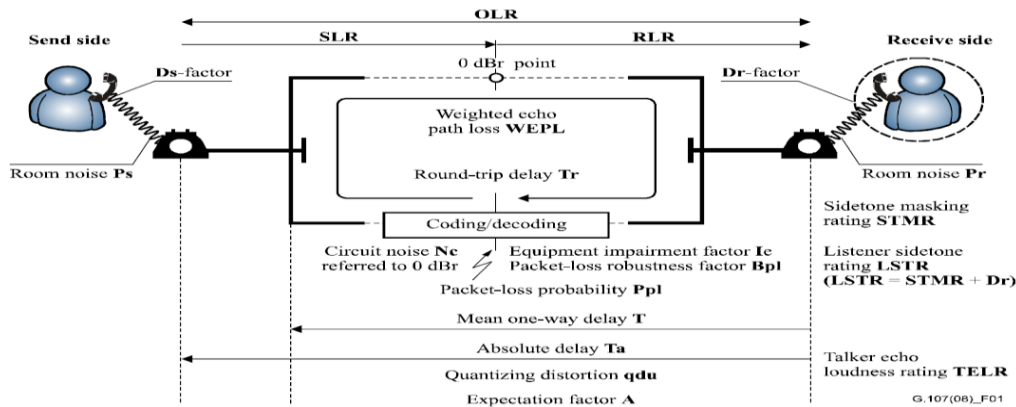 OLR
Send side
SLR
RLR
Receive side
0 dBr point
Ds-factor
Dr-factor
Weighted echo
path loss WEPL
Room noise Ps
Round-trip delay Tr
Room noise Pr
Coding/decoding
Sidetone masking
rating STMR
Circuit noise Nc
referred to 0 dBr
Equipment impairment factor Ie
Packet-loss robustness factor Bpl
Listener sidetone
rating LSTR
(LSTR = STMR + Dr)
Packet-loss probability Ppl
Mean one-way delay T
Absolute delay Ta
Talker echo
loudness rating TELR
Quantizing distortion qdu
Expectation factor A
G.107(08)_F01